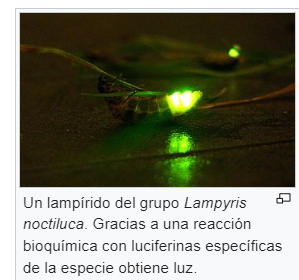 Un lampírido del grupo Lampyris
noctiluca. Gracias a una reacción
bioquímica con luciferinas específicas
de la especie obtiene luz.